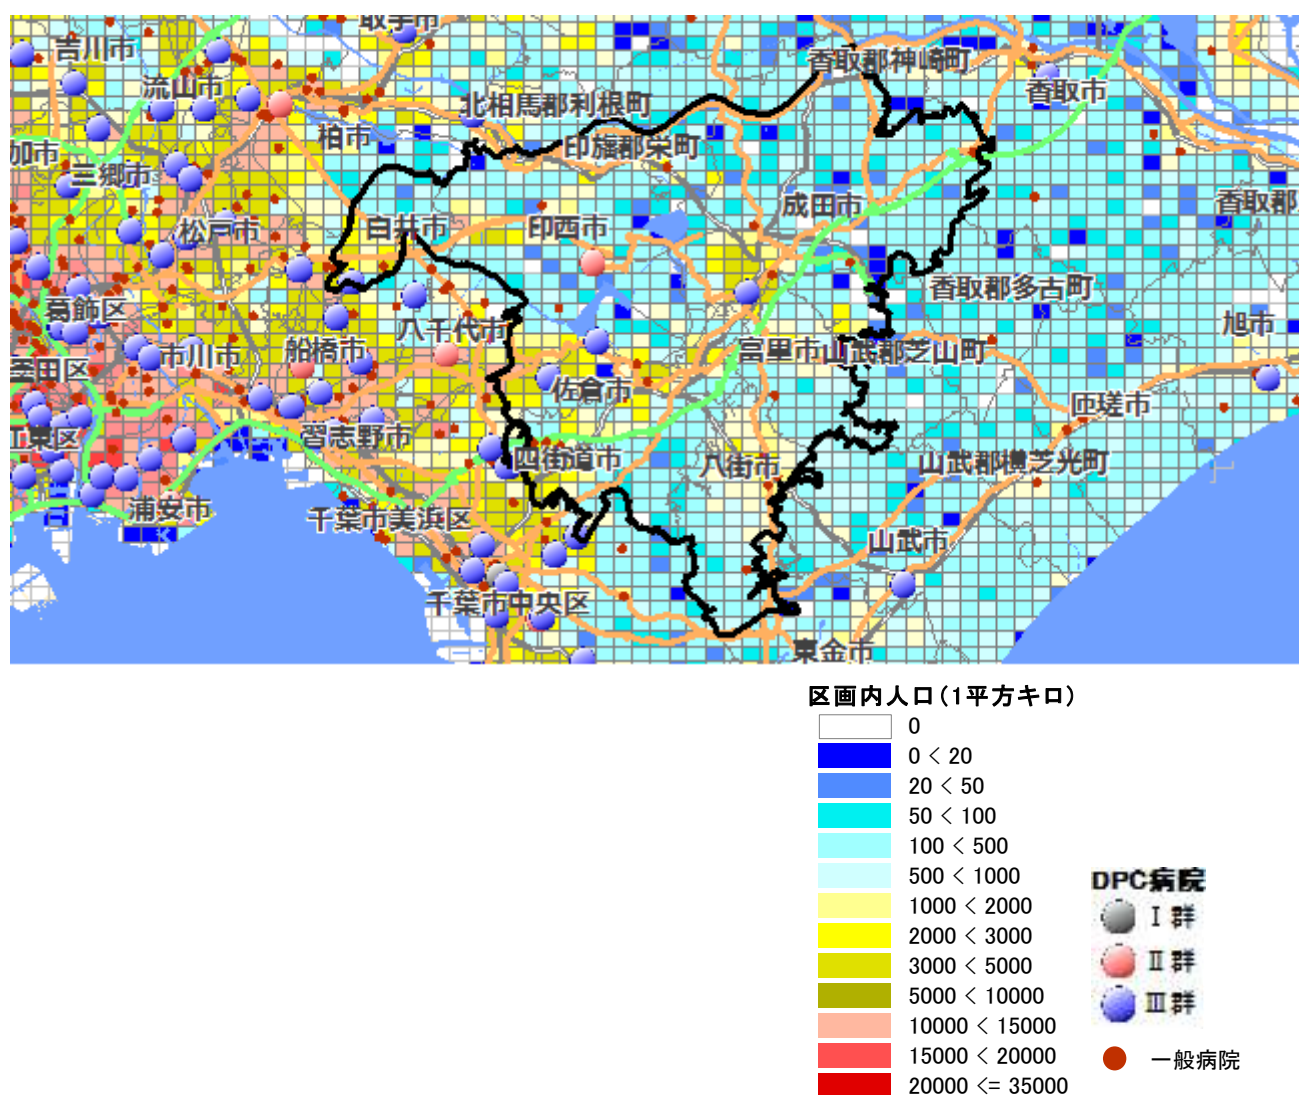 取手市
吉川市
香取郡神崎町
流山市
香取市
北相馬郡利根町
柏市
印旛郡栄町
加市
三郷市
成田市
香取郡
松戸市
白井市
印西市
香取郡多古町
葛飾区
旭市
八千代市
市川市
船橋市
富里市
山武郡芝山町
墨田区
佐倉市
匝瑳市
江東区
習志野市
四街道市
八街市
山武郡横芝光町
浦安市
千葉市美浜区
山武市
千葉市中央区
東金市
区画内人口(1平方キロ)
0
0 < 20
20 < 50
50 < 100
100 < 500
500 < 1000
1000 < 2000
2000 < 3000
3000 < 5000
5000 < 10000
10000 < 15000
15000 < 20000
20000 <= 35000
DPC病院
Ⅰ群
Ⅱ群
Ⅲ群
一般病院